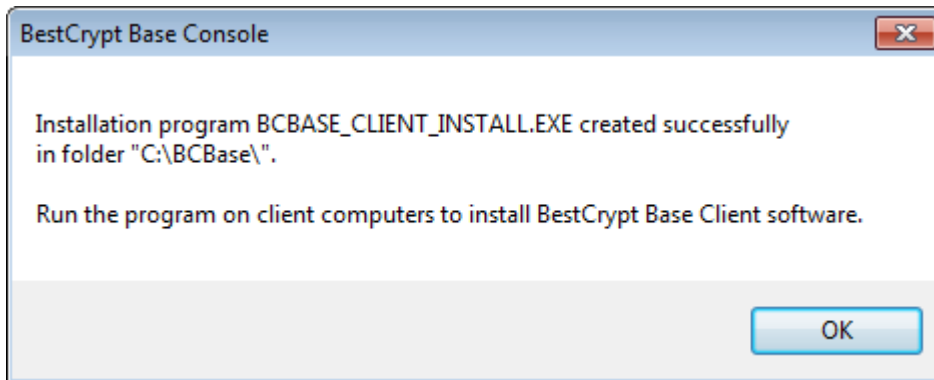 BestCrypt Base Console
Installation program BCBASE_CLIENT_INSTALL.EXE created successfully
in folder "C:\BCBase\".
Run the program on client computers to install BestCrypt Base Client software.
OK